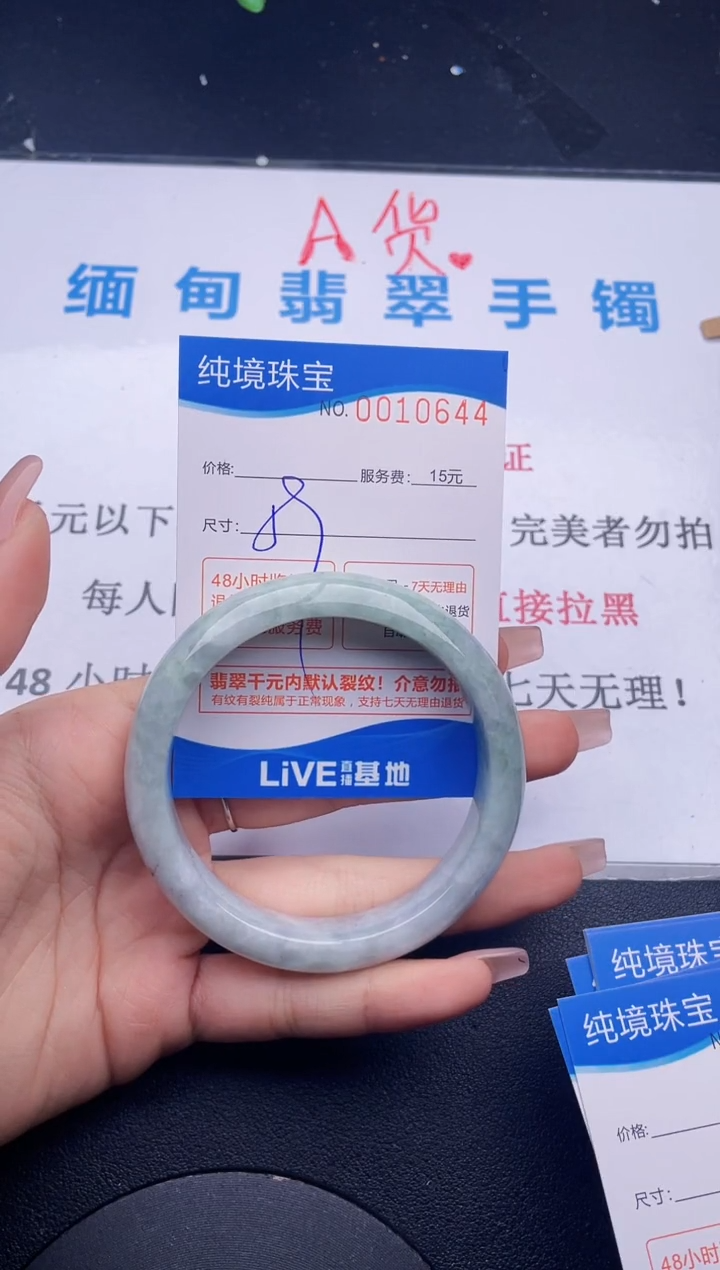 A货
缅甸翡翠手镯
纯境珠宝
NO. 0010644
证
价格: 服务费: 15元
元以下 完美者勿拍
尺寸:
48小时 7天无理由
退 退货
每人 直接拉黑
服务费
48小时 七天无理!
翡翠千元内默认裂纹!介意勿拍
有纹有裂纯属于正常现象,支持七天无理由退货
LiVE直播基地
纯境珠宝
纯境珠宝
N
价格:
尺寸:
48小时